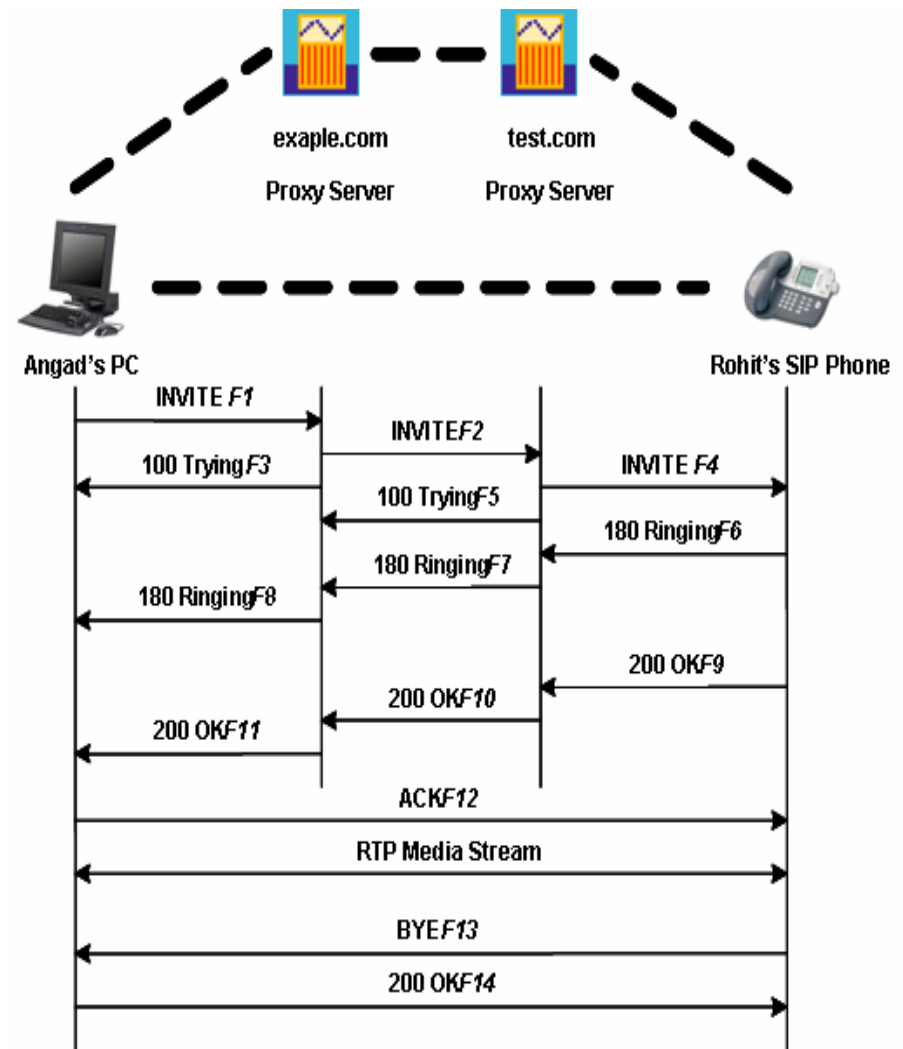 exaple.com
Proxy Server
test.com
Proxy Server
Angad's PC
Rohit's SIP Phone
INVITE F1
INVITEF2
100 Trying F3
INVITE F4
100 TryingF5
180 RingingF6
180 RingingF7
180 RingingF8
200 OKF9
200 OKF10
200 OKF11
ACKF12
RTP Media Stream
BYEF13
200 OKF14